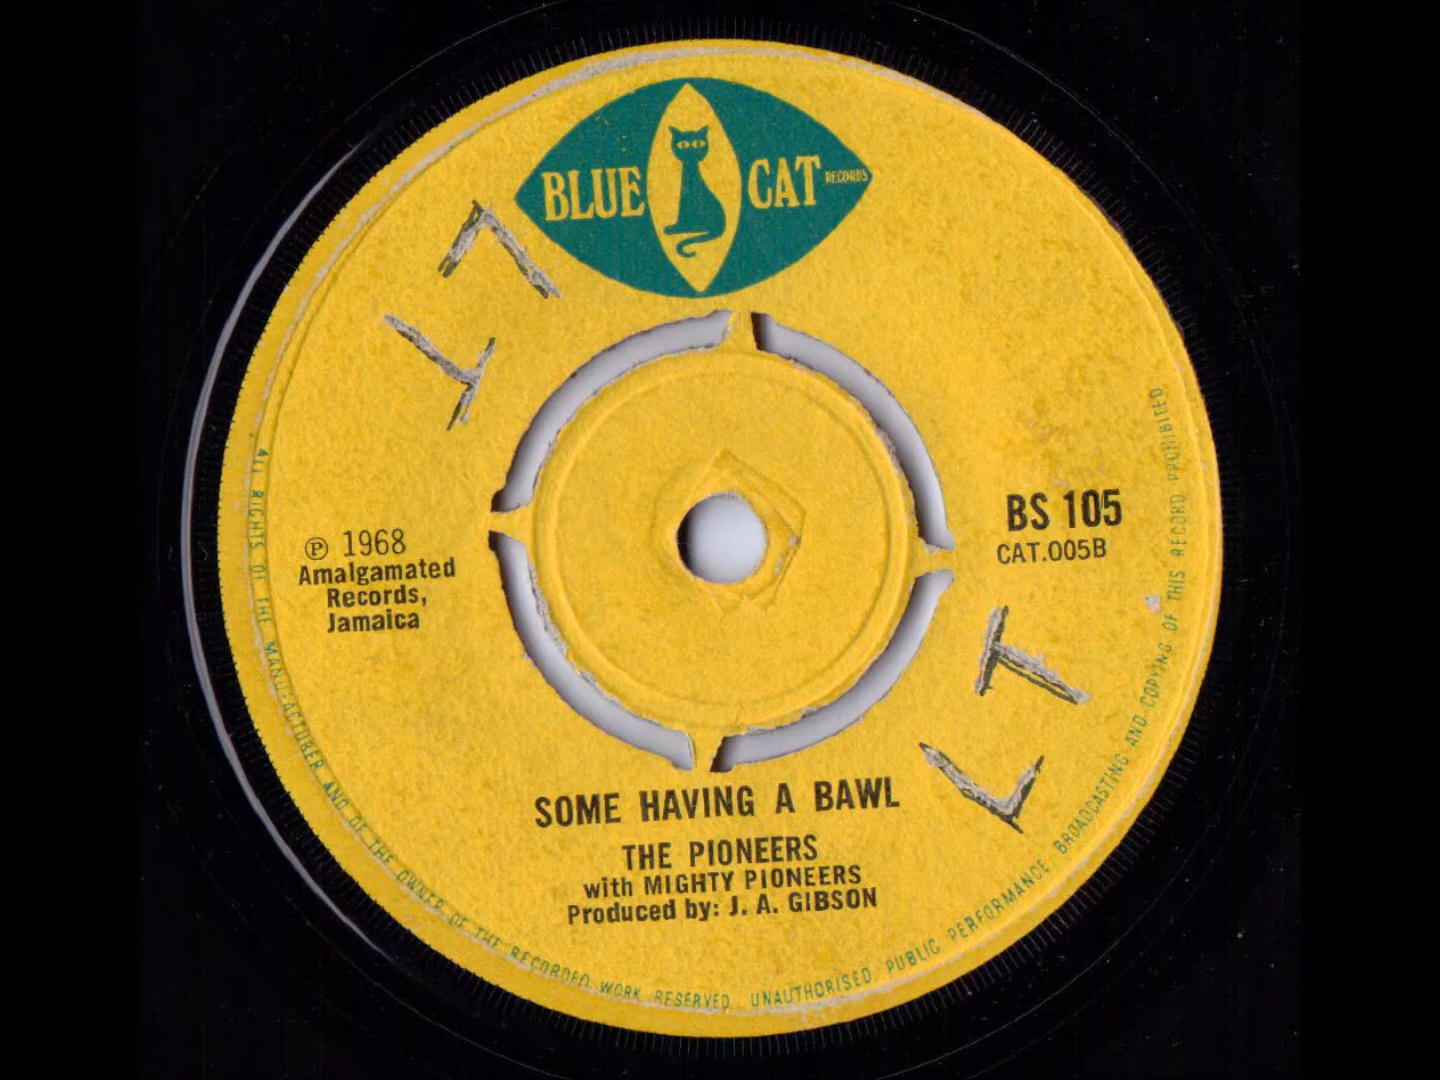 BLUE CAT RECORDS
17
℗ 1968
Amalgamated
Records,
Jamaica
BS 105
CAT.005B
LT
SOME HAVING A BAWL
THE PIONEERS
with MIGHTY PIONEERS
Produced by: J. A. GIBSON
ALL RIGHTS OF THE MANUFACTURER AND OF THE OWNER OF THE RECORDED WORK RESERVED UNAUTHORISED PUBLIC PERFORMANCE BROADCASTING AND COPYING OF THIS RECORD PROHIBITED